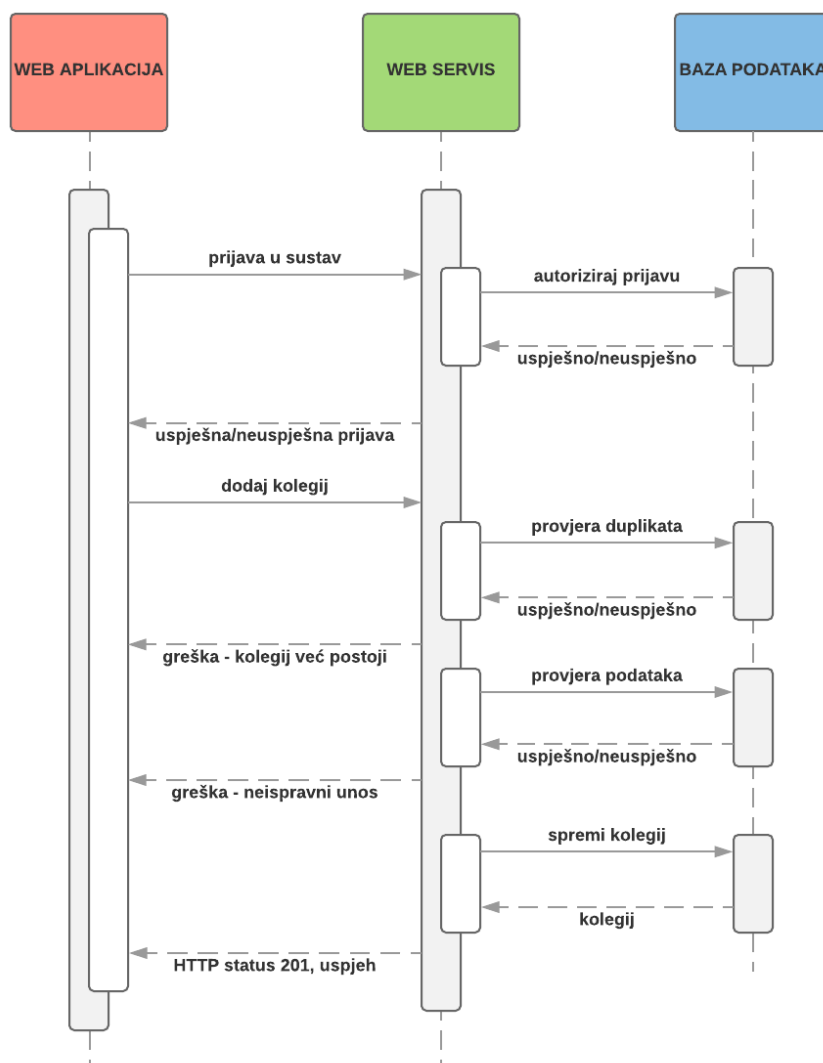 WEB APLIKACIJA
WEB SERVIS
BAZA PODATAKA
prijava u sustav
autoriziraj prijavu
uspješno/neuspješno
uspješna/neuspješna prijava
dodaj kolegij
provjera duplikata
uspješno/neuspješno
greška - kolegij već postoji
provjera podataka
uspješno/neuspješno
greška - neispravni unos
spremi kolegij
kolegij
HTTP status 201, uspjeh